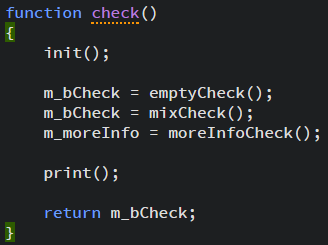 function check()
{
init();
m_bCheck = emptyCheck();
m_bCheck = mixCheck();
m_moreInfo = moreInfoCheck();
print();
return m_bCheck;
}